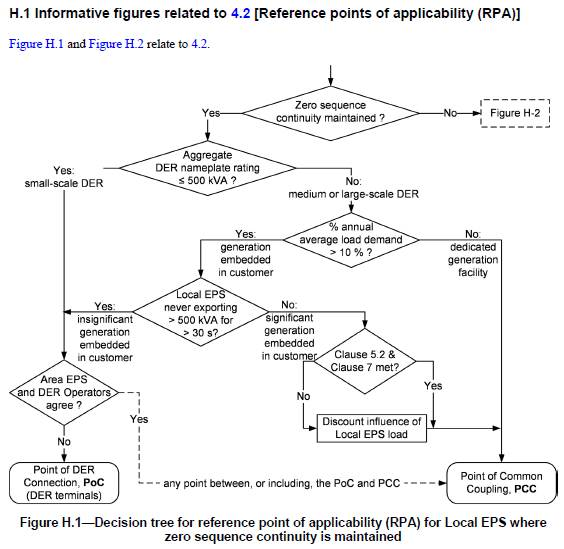 H.1 Informative figures related to 4.2 [Reference points of applicability (RPA)]
Figure H.1 and Figure H.2 relate to 4.2.
Zero sequence
continuity maintained ?
Yes
No
Figure H-2
Aggregate
DER nameplate rating
≤ 500 kVA ?
Yes:
small-scale DER
No:
medium or large-scale DER
% annual
average load demand
> 10 % ?
Yes:
generation
embedded
in customer
No:
dedicated
generation
facility
Local EPS
never exporting
> 500 kVA for
> 30 s?
Yes:
insignificant
generation
embedded
in customer
No:
significant
generation
embedded
in customer
Clause 5.2 &
Clause 7 met?
No
Yes
Discount influence of
Local EPS load
Area EPS
and DER Operators
agree ?
Yes
No
Point of DER
Connection, PoC
(DER terminals)
any point between, or including, the PoC and PCC
Point of Common
Coupling, PCC
Figure H.1—Decision tree for reference point of applicability (RPA) for Local EPS where
zero sequence continuity is maintained